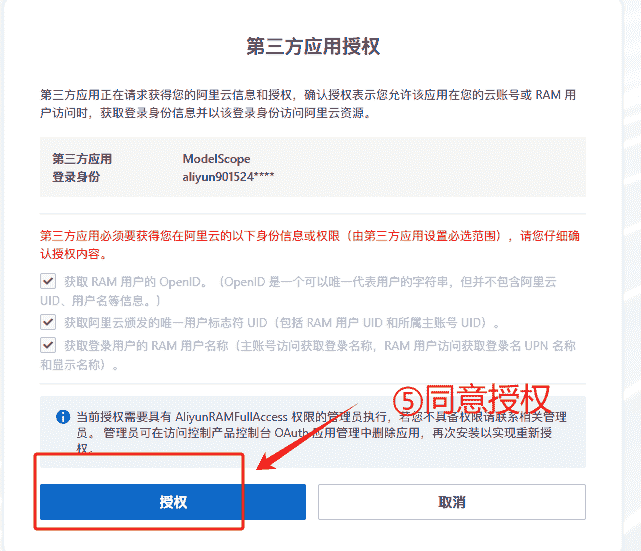 第三方应用授权
第三方应用正在请求获得您的阿里云信息和授权，确认授权表示您允许该应用在您的云账号或 RAM 用
户访问时，获取登录身份信息并以该登录身份访问阿里云资源。
第三方应用 ModelScope
登录身份 aliyun901524****
第三方应用必须要获得您在阿里云的以下身份信息或权限（由第三方应用设置必选范围），请您仔细确
认授权内容。
获取 RAM 用户的 OpenID。（OpenID 是一个可以唯一代表用户的字符串，但并不包含阿里云
UID、用户名等信息。）
获取阿里云颁发的唯一用户标志符 UID（包括 RAM 用户 UID 和所属主账号 UID）。
获取登录用户的 RAM 用户名称（主账号访问获取登录名称，RAM 用户访问获取登录名 UPN 名称
和显示名称）。
⑤同意授权
当前授权需要具有 AliyunRAMFullAccess 权限的管理员执行，若您不具备权限请联系相关管理
员。 管理员可在访问控制产品控制台 OAuth 应用管理中删除应用，再次安装以实现重新授
权。
授权 取消